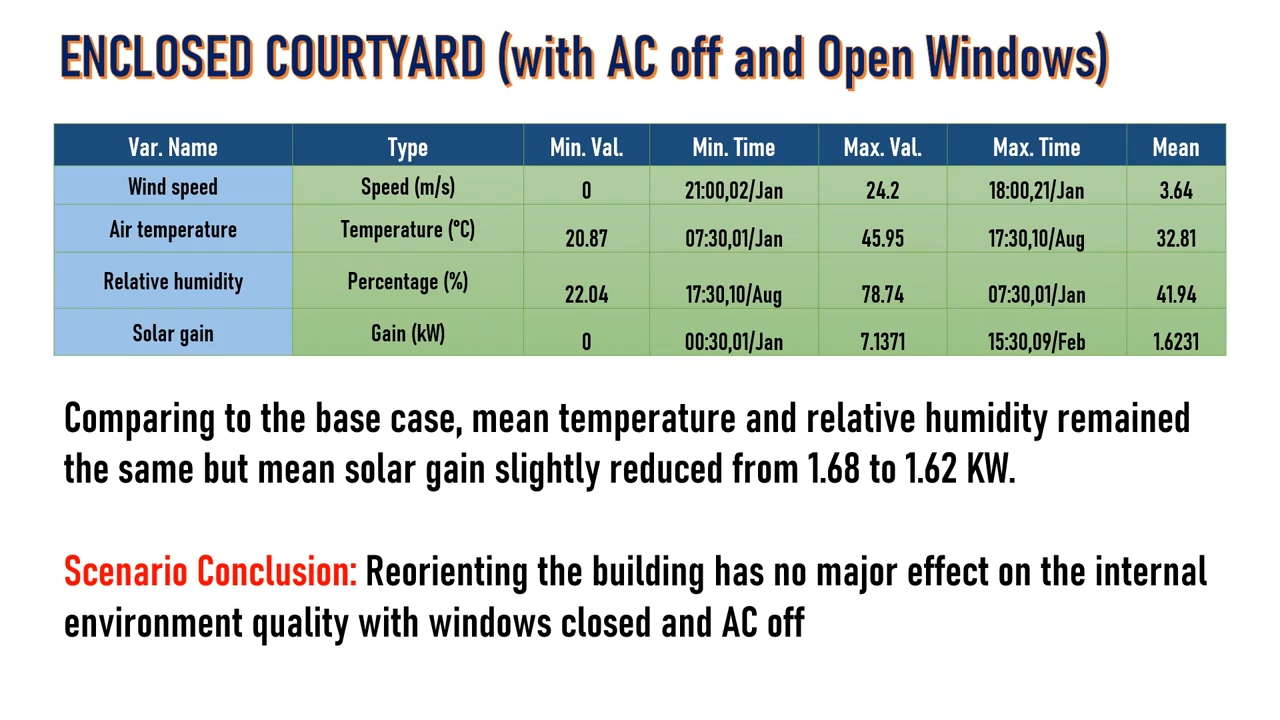 ENCLOSED COURTYARD (with AC off and Open Windows)
Var. Name Type Min. Val. Min. Time Max. Val. Max. Time Mean
Wind speed Speed (m/s) 0 21:00,02/Jan 24.2 18:00,21/Jan 3.64
Air temperature Temperature (°C) 20.87 07:30,01/Jan 45.95 17:30,10/Aug 32.81
Relative humidity Percentage (%) 22.04 17:30,10/Aug 78.74 07:30,01/Jan 41.94
Solar gain Gain (kW) 0 00:30,01/Jan 7.1371 15:30,09/Feb 1.6231
Comparing to the base case, mean temperature and relative humidity remained
the same but mean solar gain slightly reduced from 1.68 to 1.62 KW.
Scenario Conclusion: Reorienting the building has no major effect on the internal
environment quality with windows closed and AC off